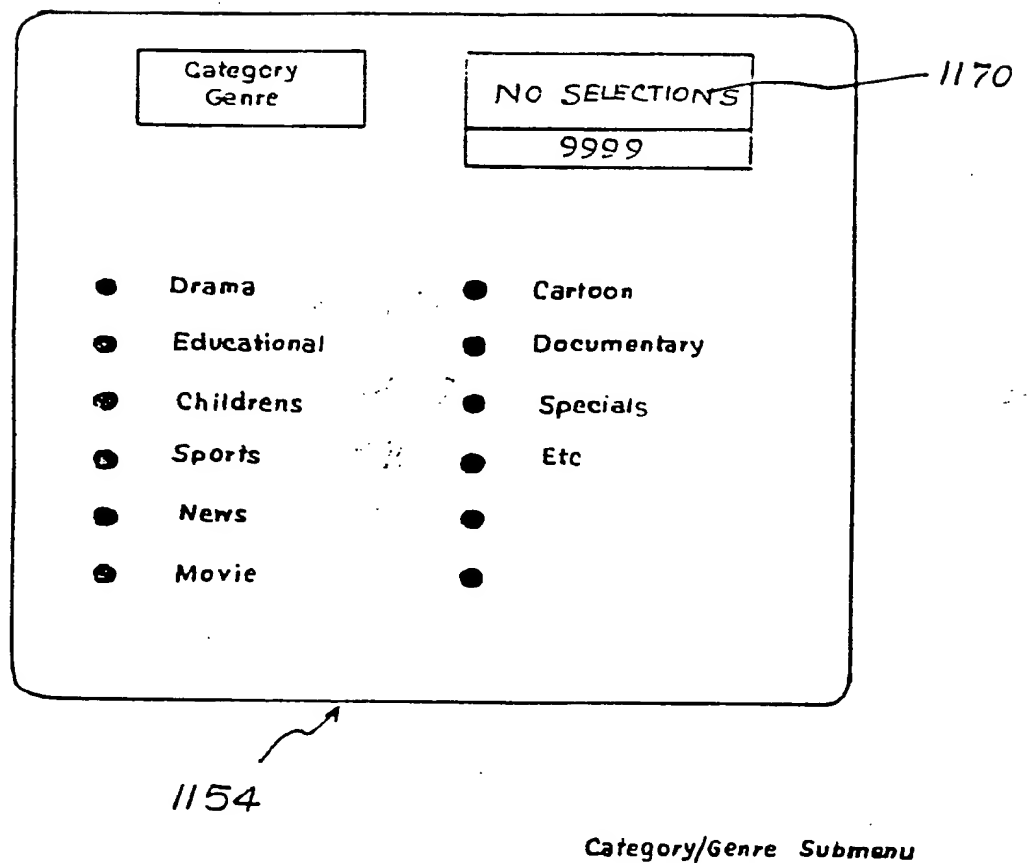 Category
Genre
NO SELECTIONS
9999
1170
Drama
Educational
Childrens
Sports
News
Movie
Cartoon
Documentary
Specials
Etc
1154
Category/Genre Submenu